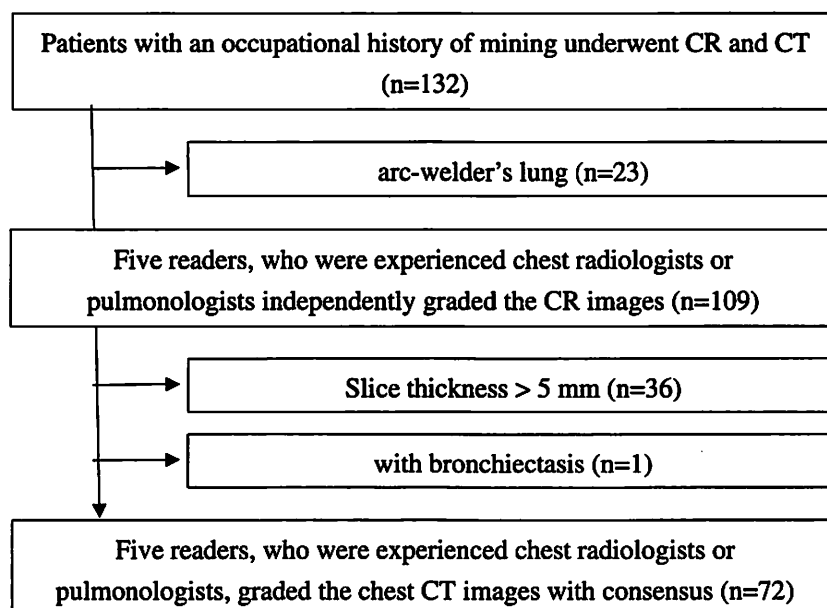 Patients with an occupational history of mining underwent CR and CT
(n=132)
arc-welder's lung (n=23)
Five readers, who were experienced chest radiologists or
pulmonologists independently graded the CR images (n=109)
Slice thickness > 5 mm (n=36)
with bronchiectasis (n=1)
Five readers, who were experienced chest radiologists or
pulmonologists, graded the chest CT images with consensus (n=72)